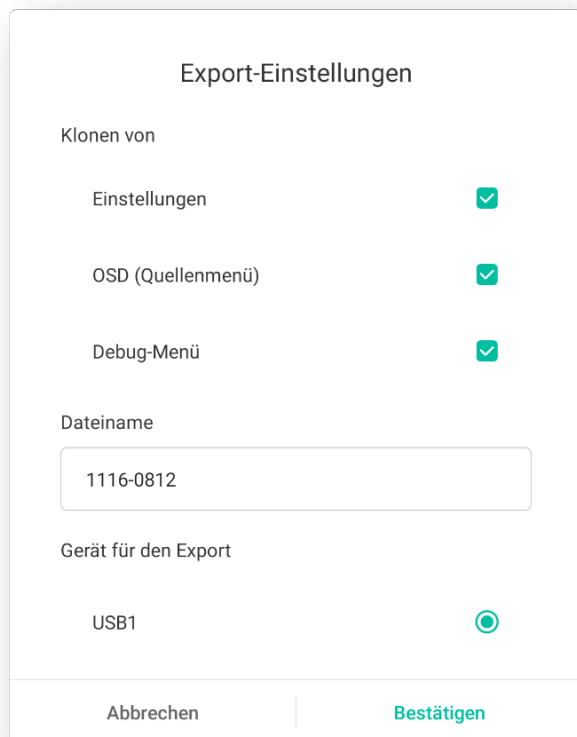 Export-Einstellungen
Klonen von
Einstellungen
OSD (Quellenmenü)
Debug-Menü
Dateiname
1116-0812
Gerät für den Export
USB1
Abbrechen Bestätigen